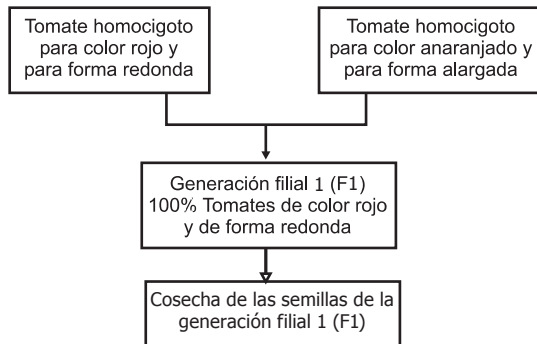 Tomate homocigoto
para color rojo y
para forma redonda
Tomate homocigoto
para color anaranjado y
para forma alargada
Generación filial 1 (F1)
100% Tomates de color rojo
y de forma redonda
Cosecha de las semillas de la
generación filial 1 (F1)